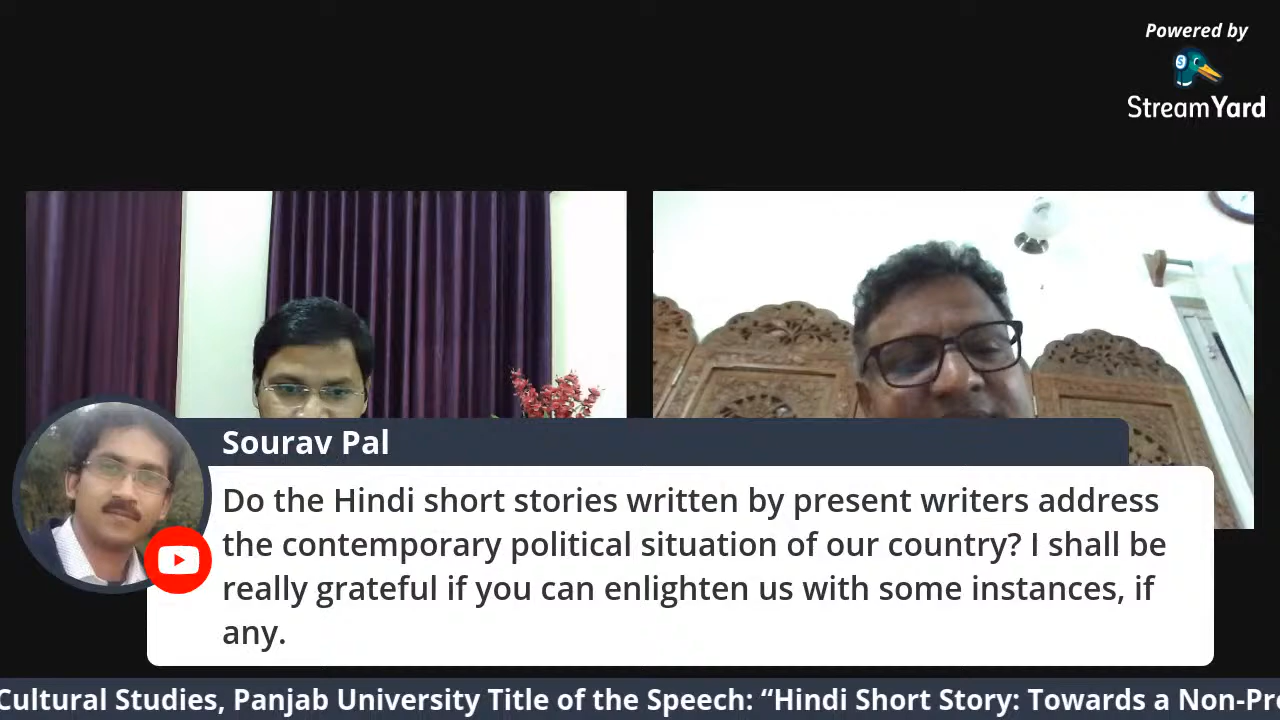 Powered by
StreamYard
Sourav Pal
Do the Hindi short stories written by present writers address
the contemporary political situation of our country? I shall be
really grateful if you can enlighten us with some instances, if
any.
Cultural Studies, Panjab University Title of the Speech: “Hindi Short Story: Towards a Non-Pr